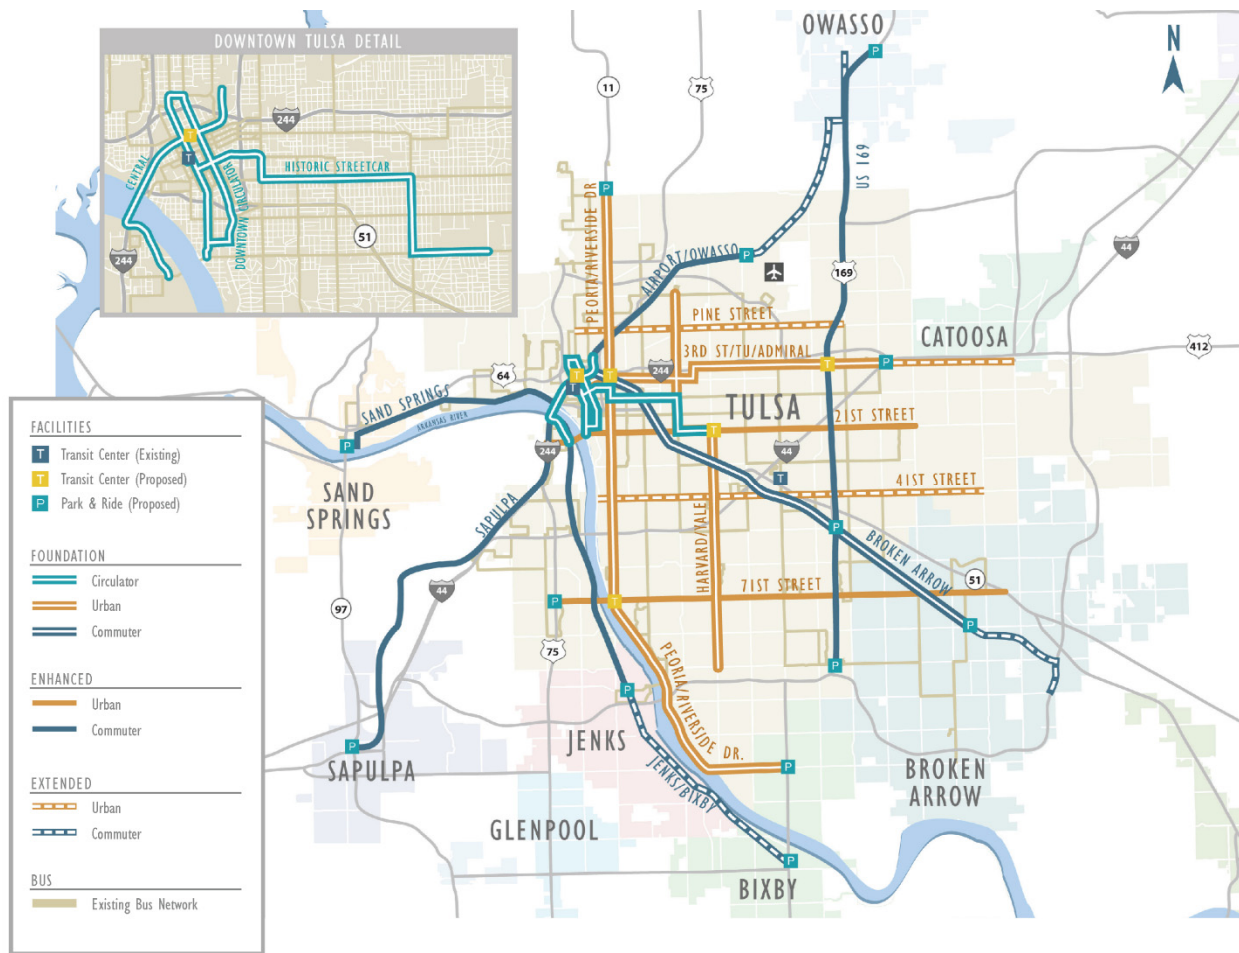 DOWNTOWN TULSA DETAIL
244
CENTRAL
T
T
HISTORIC STREETCAR
DOWNTOWN CIRCULATOR
51
244
OWASSO
P
N
11
75
US 169
P
PEORIA/RIVERSIDE DR
AIRPORT/OWASSO
P
169
44
PINE STREET
CATOOSA
412
3RD ST/TU/ADMIRAL
244
T
P
64
T
T
T
SAND SPRINGS
ARKANSAS RIVER
TULSA
21ST STREET
T
P
244
44
T
SAND
SPRINGS
41ST STREET
SAPULPA
HARVARD/YALE
P
BROKEN ARROW
51
44
71ST STREET
97
P
T
P
75
PEORIA/RIVERSIDE DR.
P
P
JENKS
P
SAPULPA
JENKS/BIXBY
P
BROKEN
ARROW
GLENPOOL
P
BIXBY
FACILITIES
T Transit Center (Existing)
T Transit Center (Proposed)
P Park & Ride (Proposed)
FOUNDATION
Circulator
Urban
Commuter
ENHANCED
Urban
Commuter
EXTENDED
Urban
Commuter
BUS
Existing Bus Network